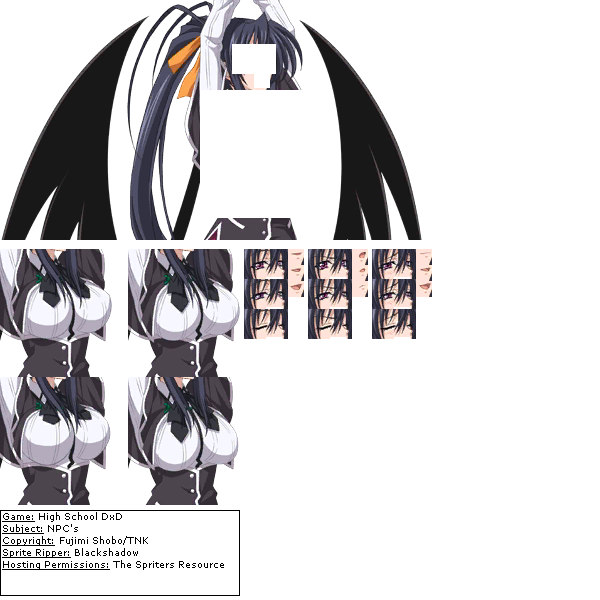 Game: High School DxD
Subject: NPC's
Copyright: Fujimi Shobo/TNK
Sprite Ripper: Blackshadow
Hosting Permissions: The Spriters Resource